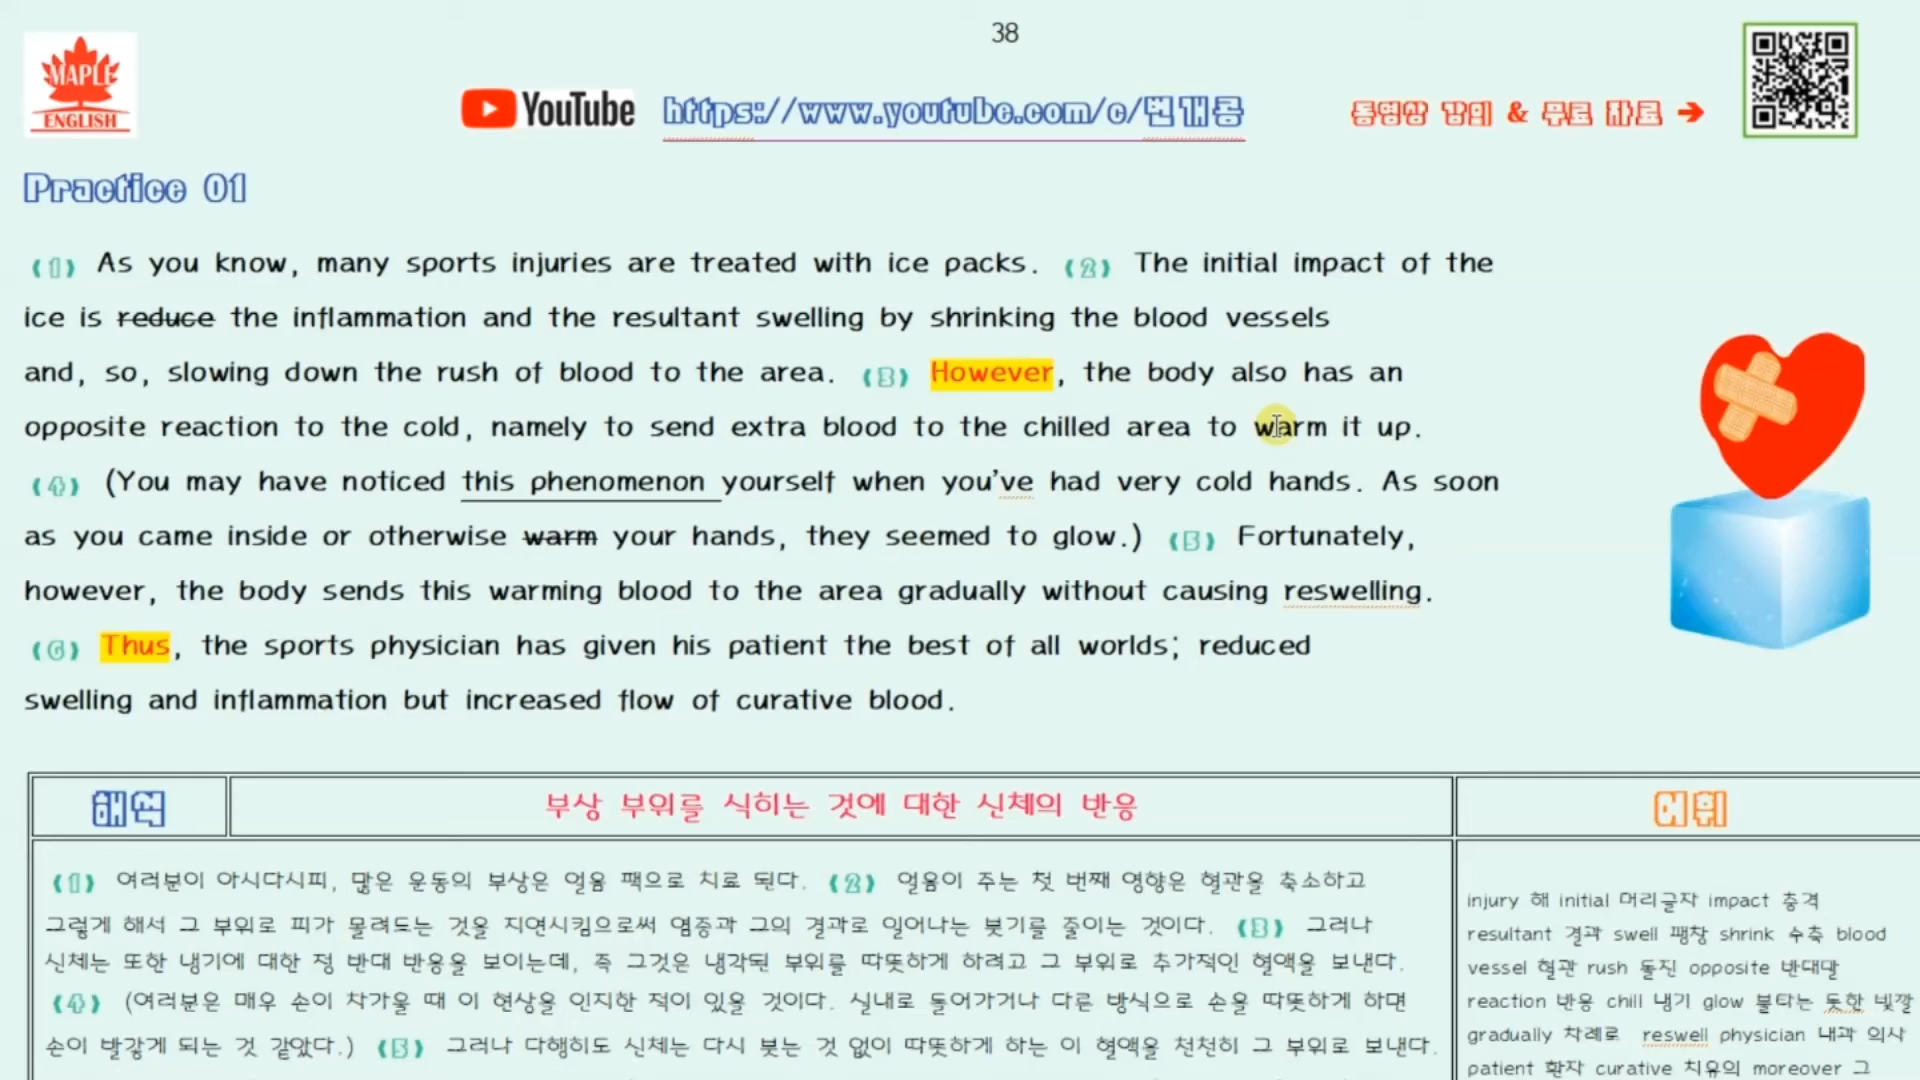 38
MAPLE
ENGLISH
YouTube https://www.youtube.com/c/번개룡 동영상 강의 & 무료 자료 ➔
Practice 01
(1) As you know, many sports injuries are treated with ice packs. (2) The initial impact of the
ice is reduce the inflammation and the resultant swelling by shrinking the blood vessels
and, so, slowing down the rush of blood to the area. (3) However, the body also has an
opposite reaction to the cold, namely to send extra blood to the chilled area to warm it up.
(4) (You may have noticed this phenomenon yourself when you've had very cold hands. As soon
as you came inside or otherwise warm your hands, they seemed to glow.) (5) Fortunately,
however, the body sends this warming blood to the area gradually without causing reswelling.
(6) Thus, the sports physician has given his patient the best of all worlds; reduced
swelling and inflammation but increased flow of curative blood.
해석 부상 부위를 식히는 것에 대한 신체의 반응 어휘
(1) 여러분이 아시다시피, 많은 운동의 부상은 얼음 팩으로 치료 된다. (2) 얼음이 주는 첫 번째 영향은 혈관을 축소하고
그렇게 해서 그 부위로 피가 몰려드는 것을 지연시킴으로써 염증과 그의 결과로 일어나는 붓기를 줄이는 것이다. (3) 그러나
신체는 또한 냉기에 대한 정 반대 반응을 보이는데, 즉 그것은 냉각된 부위를 따뜻하게 하려고 그 부위로 추가적인 혈액을 보낸다.
(4) (여러분은 매우 손이 차가울 때 이 현상을 인지한 적이 있을 것이다. 실내로 들어가거나 다른 방식으로 손을 따뜻하게 하면
손이 발갛게 되는 것 같았다.) (5) 그러나 다행히도 신체는 다시 붓는 것 없이 따뜻하게 하는 이 혈액을 천천히 그 부위로 보낸다.
injury 해 initial 머리글자 impact 충격
resultant 결과 swell 팽창 shrink 수축 blood
vessel 혈관 rush 돌진 opposite 반대말
reaction 반응 chill 냉기 glow 불타는 듯한 빛깔
gradually 차례로 reswell physician 내과 의사
patient 환자 curative 치유의 moreover 그